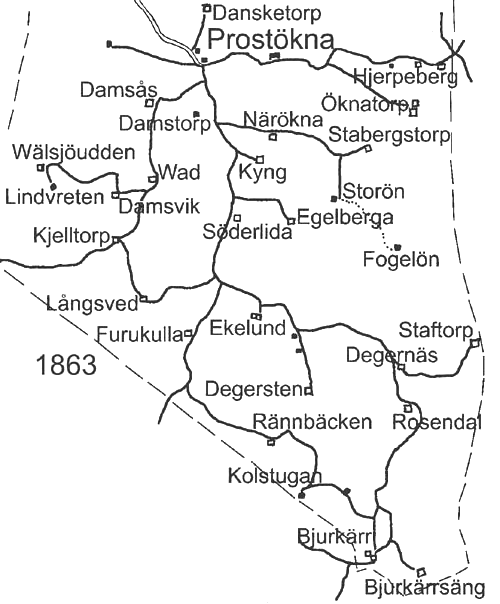 Dansketorp
Prostökna
Hjerpeberg
Damsås
Öknatorp
Damstorp
Närökna
Stabergstorp
Wälsjöudden
Wad
Kyng
Lindvreten
Damsvik
Storön
Egelberga
Kjelltorp
Söderlida
Fogelön
Långsved
Ekelund
Staftorp
Furukulla
Degernäs
1863
Degersten
Rännbäcken
Rosendal
Kolstugan
Bjurkärr
Bjurkärrsäng